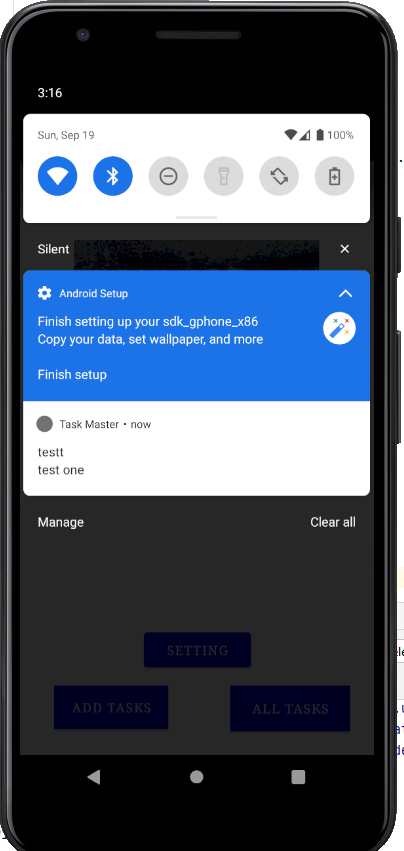 3:16
Sun, Sep 19
100%
Silent
Android Setup
Finish setting up your sdk_gphone_x86
Copy your data, set wallpaper, and more
Finish setup
Task Master • now
testt
test one
Manage
Clear all
SETTING
ADD TASKS
ALL TASKS